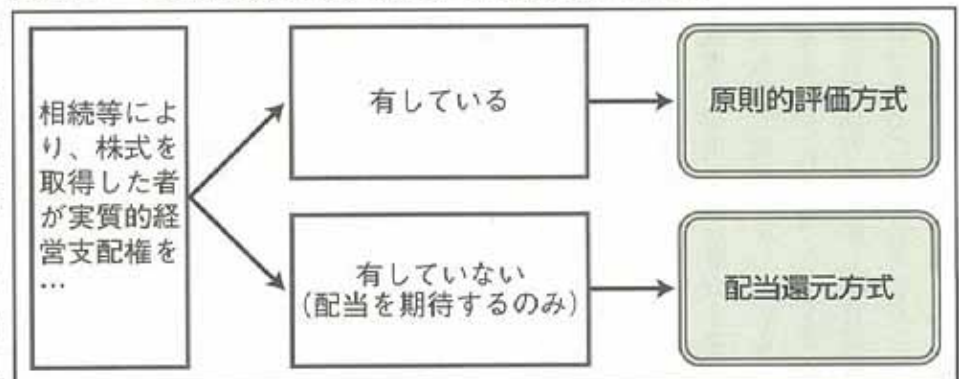 相続等によ
り、株式を
取得した者
が実質的経
営支配権を
…
有している
原則的評価方式
有していない
(配当を期待するのみ)
配当還元方式